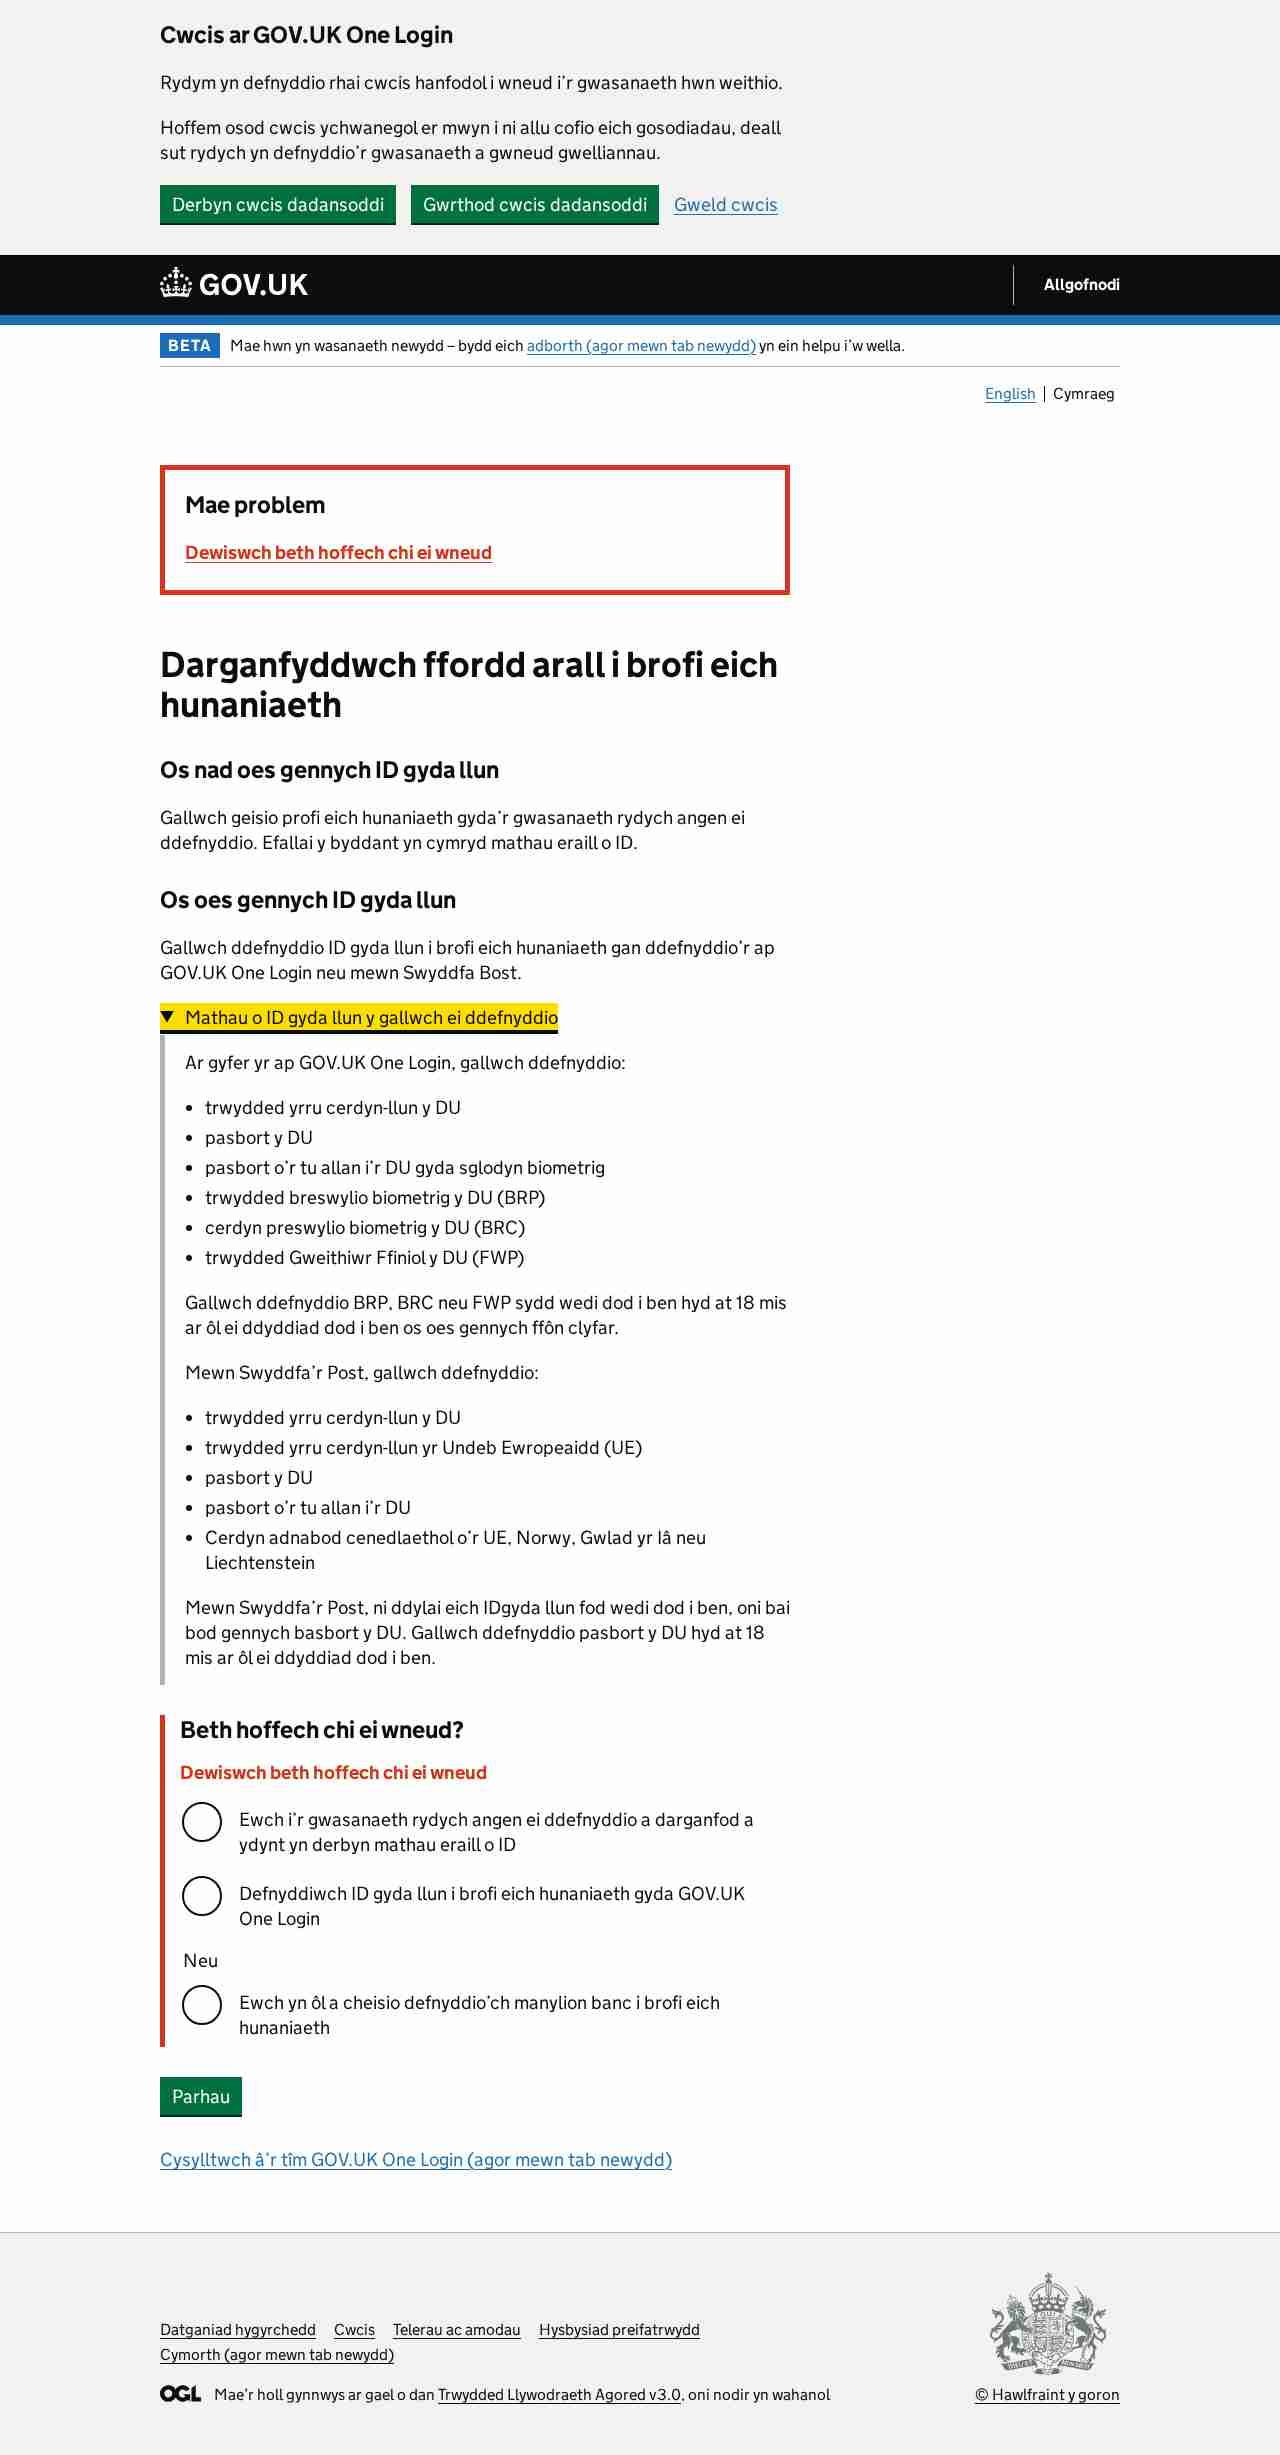 Cwcis ar GOV.UK One Login
Rydym yn defnyddio rhai cwcis hanfodol i wneud i’r gwasanaeth hwn weithio.
Hoffem osod cwcis ychwanegol er mwyn i ni allu cofio eich gosodiadau, deall
sut rydych yn defnyddio’r gwasanaeth a gwneud gwelliannau.
Derbyn cwcis dadansoddi Gwrthod cwcis dadansoddi Gweld cwcis
GOV.UK Allgofnodi
BETA Mae hwn yn wasanaeth newydd – bydd eich adborth (agor mewn tab newydd) yn ein helpu i’w wella.
English Cymraeg
Mae problem
Dewiswch beth hoffech chi ei wneud
Darganfyddwch ffordd arall i brofi eich
hunaniaeth
Os nad oes gennych ID gyda llun
Gallwch geisio profi eich hunaniaeth gyda’r gwasanaeth rydych angen ei
ddefnyddio. Efallai y byddant yn cymryd mathau eraill o ID.
Os oes gennych ID gyda llun
Gallwch ddefnyddio ID gyda llun i brofi eich hunaniaeth gan ddefnyddio’r ap
GOV.UK One Login neu mewn Swyddfa Bost.
Mathau o ID gyda llun y gallwch ei ddefnyddio
Ar gyfer yr ap GOV.UK One Login, gallwch ddefnyddio:
• trwydded yrru cerdyn-llun y DU
• pasbort y DU
• pasbort o’r tu allan i’r DU gyda sglodyn biometrig
• trwydded breswylio biometrig y DU (BRP)
• cerdyn preswylio biometrig y DU (BRC)
• trwydded Gweithiwr Ffiniol y DU (FWP)
Gallwch ddefnyddio BRP, BRC neu FWP sydd wedi dod i ben hyd at 18 mis
ar ôl ei ddyddiad dod i ben os oes gennych ffôn clyfar.
Mewn Swyddfa’r Post, gallwch ddefnyddio:
• trwydded yrru cerdyn-llun y DU
• trwydded yrru cerdyn-llun yr Undeb Ewropeaidd (UE)
• pasbort y DU
• pasbort o’r tu allan i’r DU
• Cerdyn adnabod cenedlaethol o’r UE, Norwy, Gwlad yr Iâ neu
Liechtenstein
Mewn Swyddfa’r Post, ni ddylai eich IDgyda llun fod wedi dod i ben, oni bai
bod gennych basbort y DU. Gallwch ddefnyddio pasbort y DU hyd at 18
mis ar ôl ei ddyddiad dod i ben.
Beth hoffech chi ei wneud?
Dewiswch beth hoffech chi ei wneud
Ewch i’r gwasanaeth rydych angen ei ddefnyddio a darganfod a
ydynt yn derbyn mathau eraill o ID
Defnyddiwch ID gyda llun i brofi eich hunaniaeth gyda GOV.UK
One Login
Neu
Ewch yn ôl a cheisio defnyddio’ch manylion banc i brofi eich
hunaniaeth
Parhau
Cysylltwch â’r tîm GOV.UK One Login (agor mewn tab newydd)
Datganiad hygyrchedd Cwcis Telerau ac amodau Hysbysiad preifatrwydd
Cymorth (agor mewn tab newydd)
OGL Mae’r holl gynnwys ar gael o dan Trwydded Llywodraeth Agored v3.0, oni nodir yn wahanol
© Hawlfraint y goron